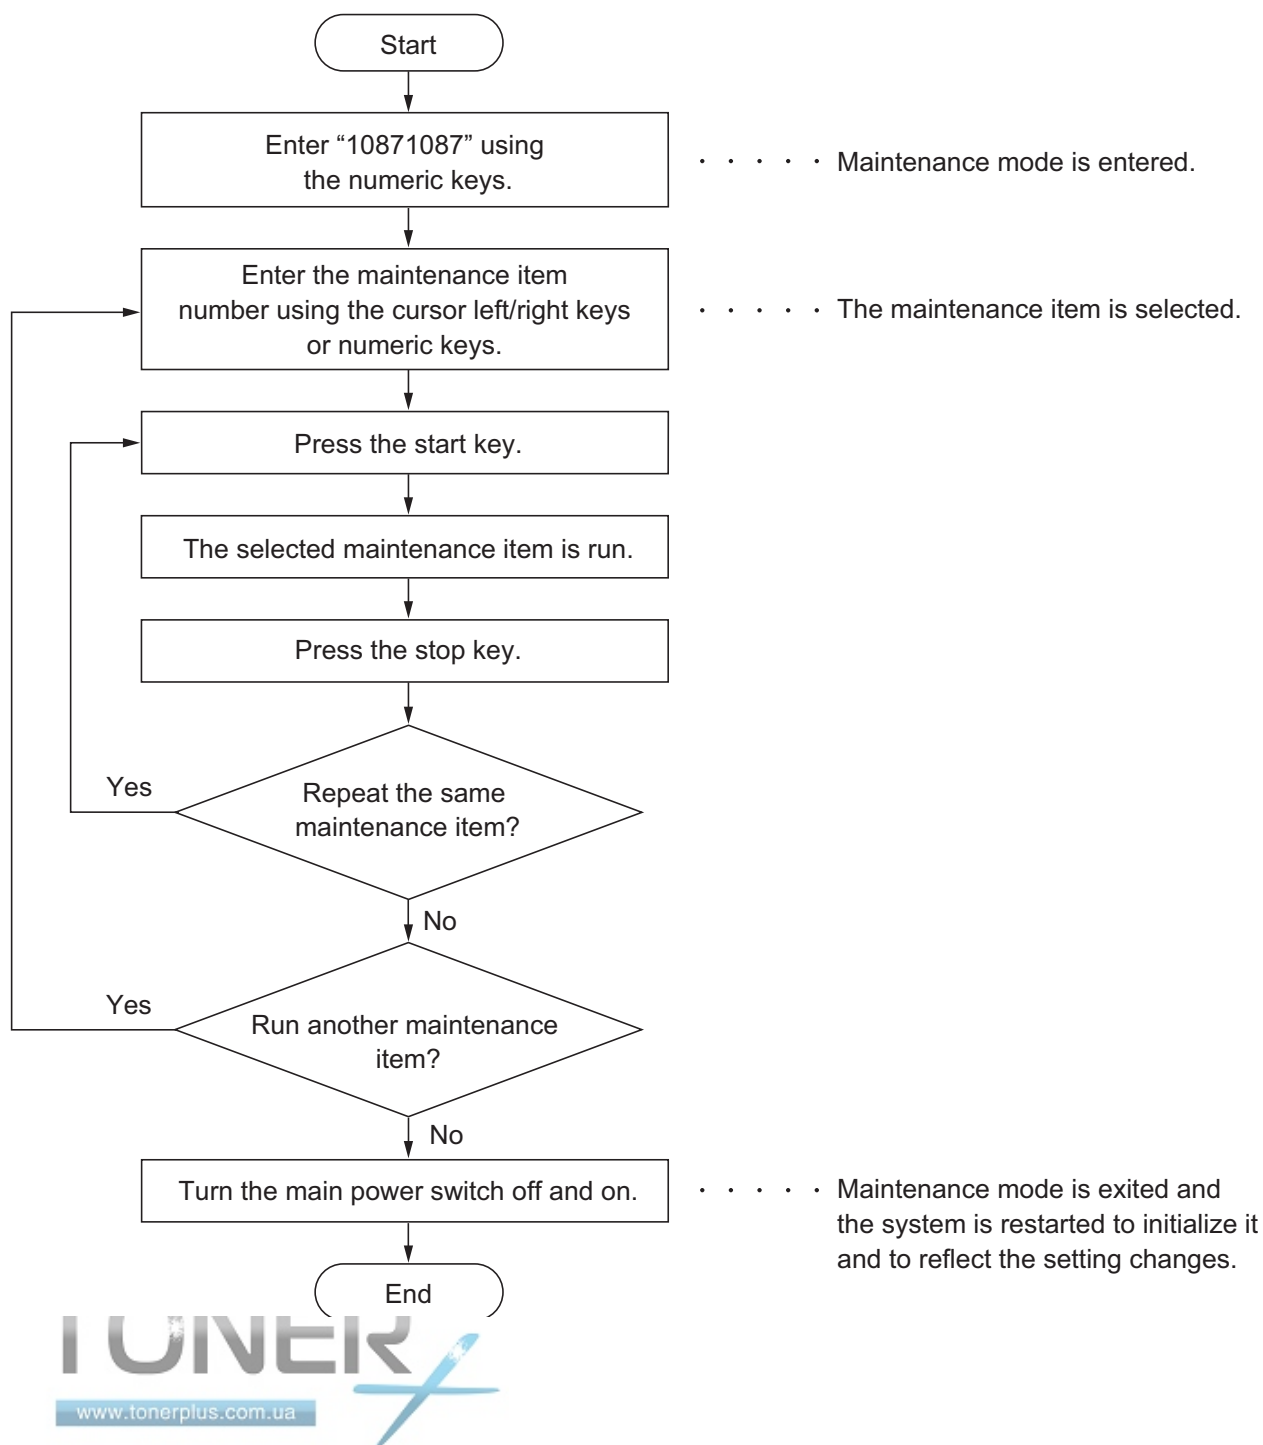 Start
Enter “10871087” using
the numeric keys.
· · · · · Maintenance mode is entered.
Enter the maintenance item
number using the cursor left/right keys
or numeric keys.
· · · · · The maintenance item is selected.
Press the start key.
The selected maintenance item is run.
Press the stop key.
Yes
Repeat the same
maintenance item?
No
Yes
Run another maintenance
item?
No
Turn the main power switch off and on.
· · · · · Maintenance mode is exited and
the system is restarted to initialize it
and to reflect the setting changes.
End
TONER
www.tonerplus.com.ua